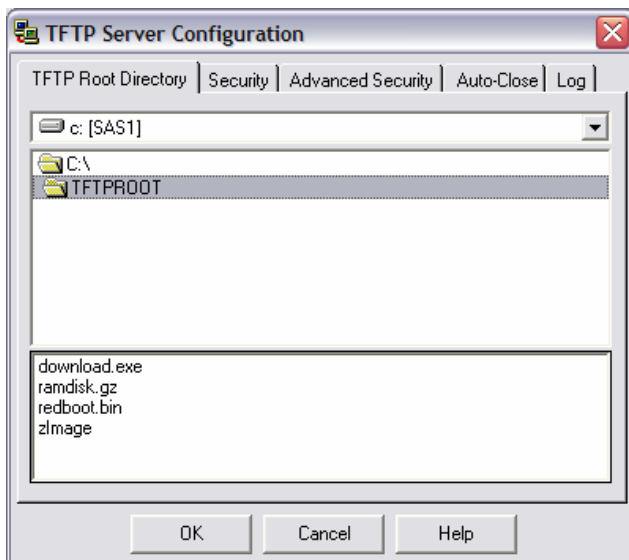 TFTP Server Configuration
TFTP Root Directory Security Advanced Security Auto-Close Log
c: [SAS1]
C:\
TFTPROOT
download.exe
ramdisk.gz
redboot.bin
zImage
OK Cancel Help